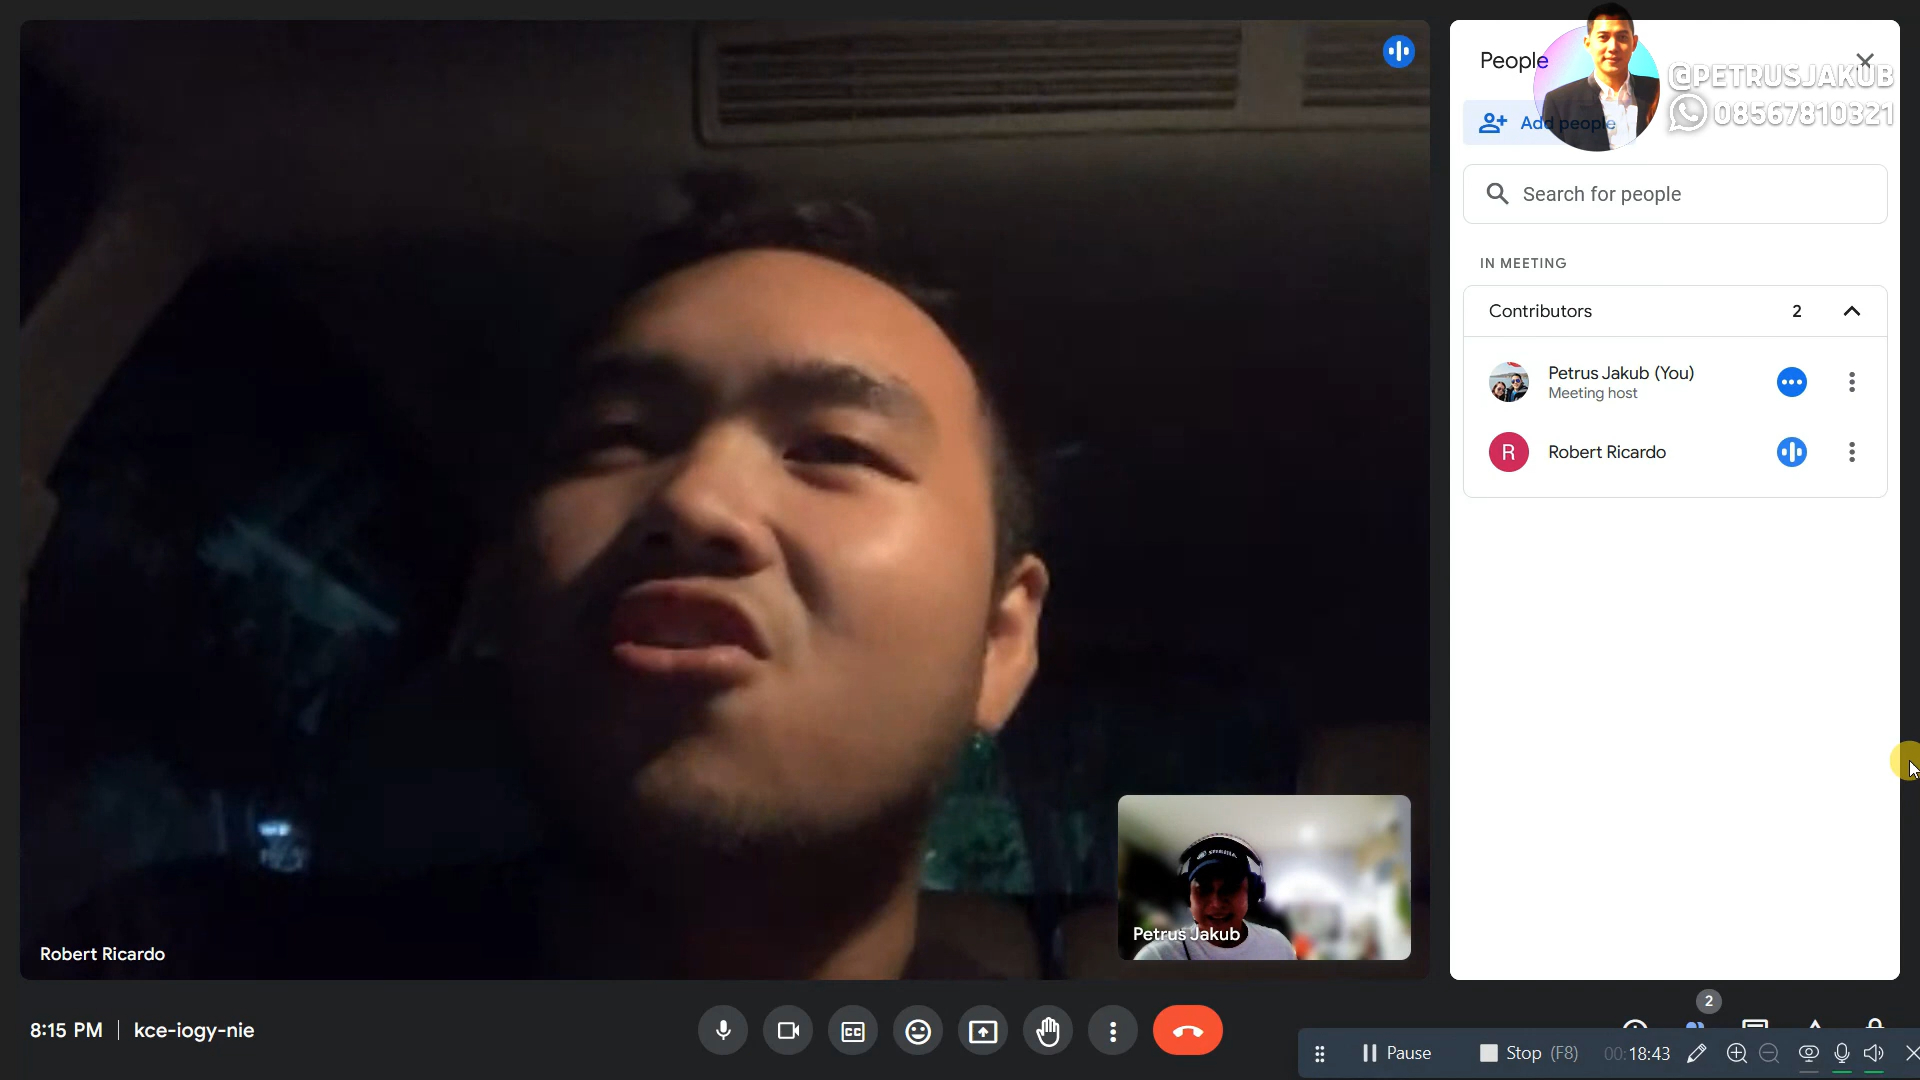 People
@PETRUSJAKUB
Add people
08567810321
Search for people
IN MEETING
Contributors
2
Petrus Jakub (You)
Meeting host
R
Robert Ricardo
Petrus Jakub
Robert Ricardo
8:15 PM
kce-iogy-nie
CC
2
Pause
Stop (F8)
00:18:43